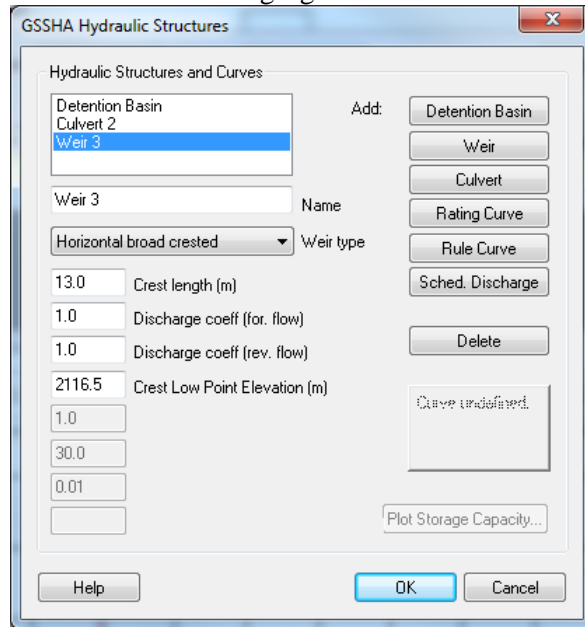 GSSHA Hydraulic Structures
Hydraulic Structures and Curves
Detention Basin
Culvert 2
Weir 3
Add:
Detention Basin
Weir
Culvert
Rating Curve
Rule Curve
Sched. Discharge
Delete
Weir 3 Name
Horizontal broad crested Weir type
13.0 Crest length (m)
1.0 Discharge coeff (for. flow)
1.0 Discharge coeff (rev. flow)
2116.5 Crest Low Point Elevation (m)
1.0
30.0
0.01
Curve undefined.
Plot Storage Capacity...
Help
OK
Cancel